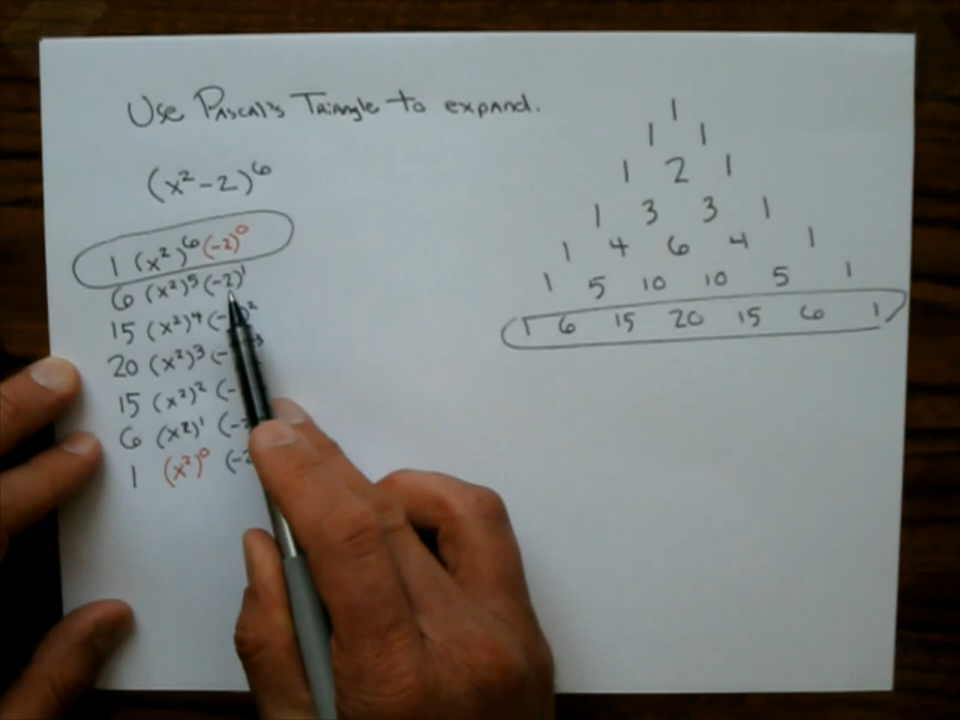 Use Pascal's Triangle to expand.
(x²-2)⁶
1 (x²)⁶(-2)⁰
6 (x²)⁵(-2)¹
15 (x²)⁴(-
20 (x²)³(-
15 (x²)² (-
6 (x²)¹ (-
1 (x²)⁰ (-2
1
1 1
1 2 1
1 3 3 1
1 4 6 4 1
1 5 10 10 5 1
1 6 15 20 15 6 1